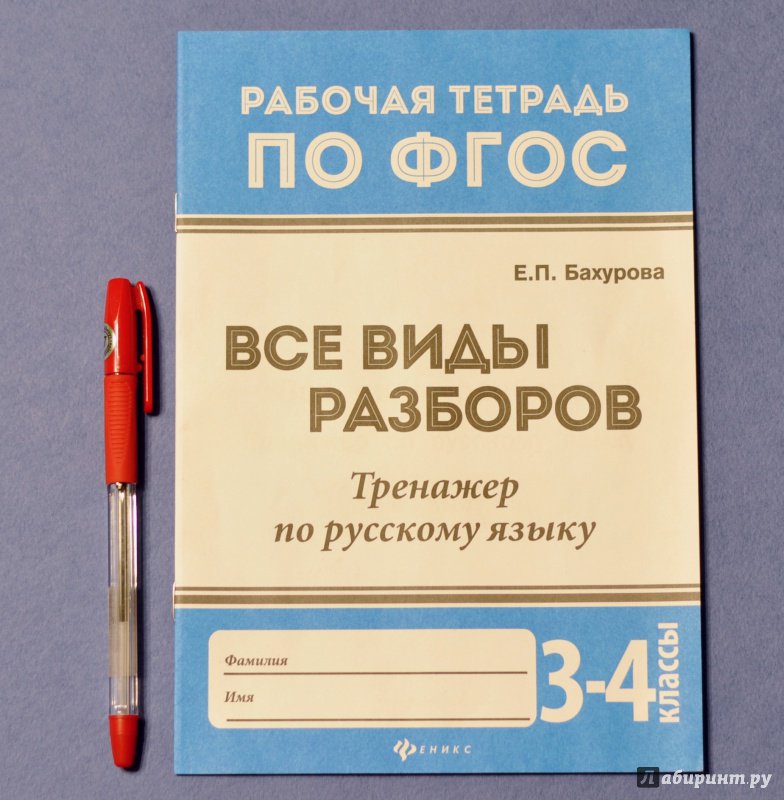 РАБОЧАЯ ТЕТРАДЬ
ПО ФГОС
Е.П. Бахурова
ВСЕ ВИДЫ
РАЗБОРОВ
Тренажер
по русскому языку
Фамилия
Имя
3-4 классы
ФЕНИКС
Лабиринт.ру